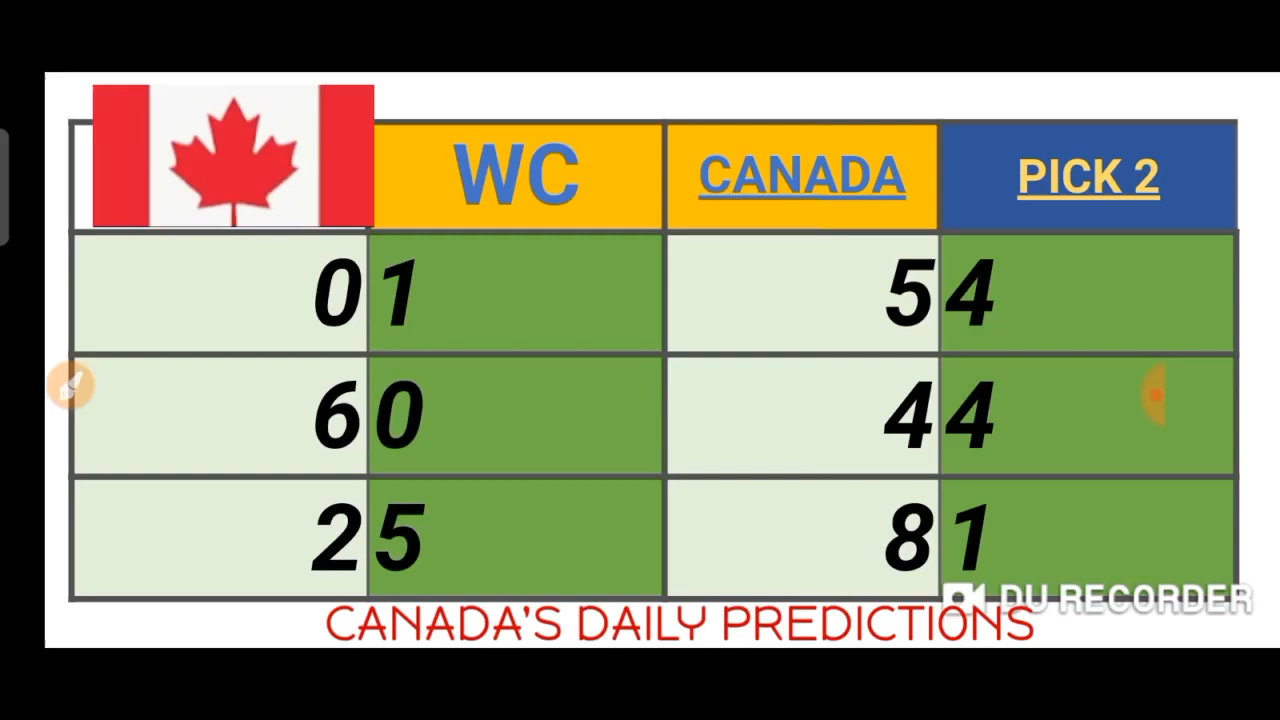 WC CANADA PICK 2
01 54
60 44
25 81
DU RECORDER
CANADA'S DAILY PREDICTIONS